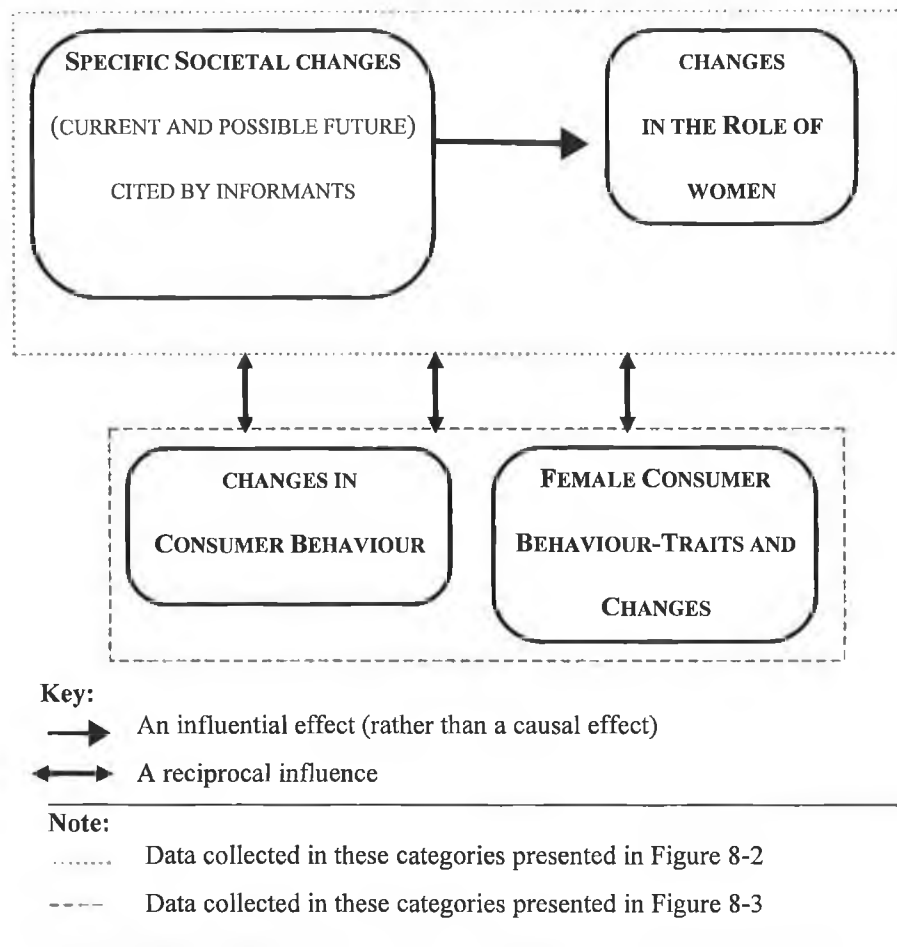 SPECIFIC SOCIETAL CHANGES
(CURRENT AND POSSIBLE FUTURE)
CITED BY INFORMANTS
CHANGES
IN THE ROLE OF
WOMEN
CHANGES IN
CONSUMER BEHAVIOUR
FEMALE CONSUMER
BEHAVIOUR-TRAITS AND
CHANGES
Key:
An influential effect (rather than a causal effect)
A reciprocal influence
Note:
Data collected in these categories presented in Figure 8-2
Data collected in these categories presented in Figure 8-3